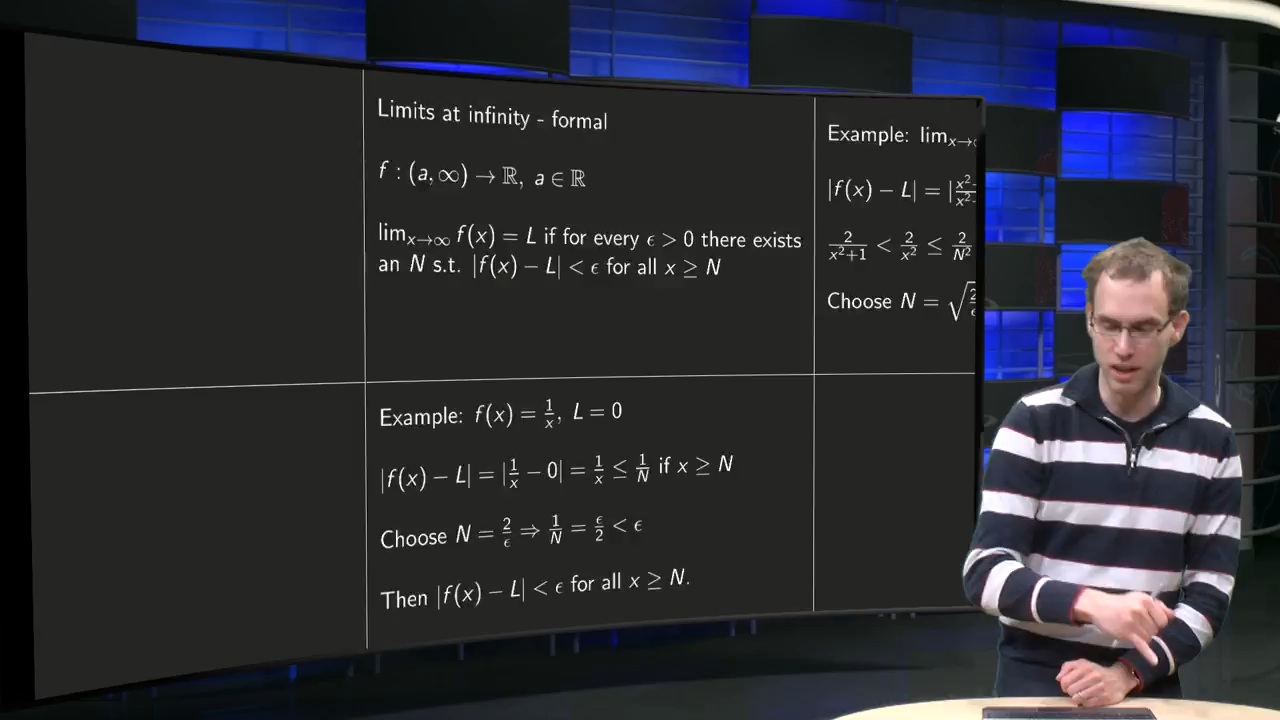 Limits at infinity - formal
f : (a, ∞) → ℝ, a ∈ ℝ
lim_{x→∞} f(x) = L if for every ϵ > 0 there exists
an N s.t. |f(x) − L| < ϵ for all x ≥ N
Example: f(x) = 1/x, L = 0
|f(x) − L| = |1/x − 0| = 1/x ≤ 1/N if x ≥ N
Choose N = 2/ϵ ⇒ 1/N = ϵ/2 < ϵ
Then |f(x) − L| < ϵ for all x ≥ N.
Example: lim_{x→
|f(x) − L| = |x²
2/(x²+1) < 2/x² ≤ 2/N²
Choose N = √